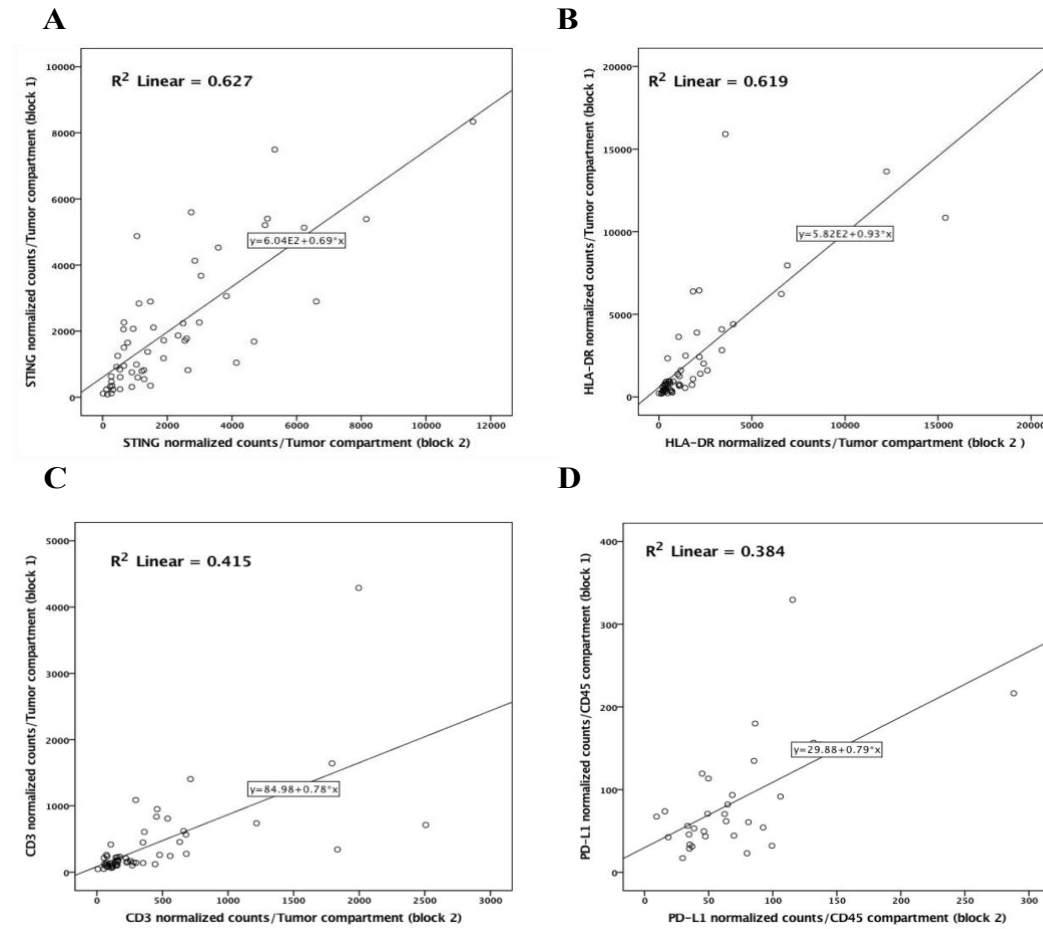 A
R² Linear = 0.627
y=6.04E2+0.69*x
STING normalized counts/Tumor compartment (block 1)
10000
8000
6000
4000
2000
0
0 2000 4000 6000 8000 10000 12000
STING normalized counts/Tumor compartment (block 2)
B
R² Linear = 0.619
y=5.82E2+0.93*x
HLA-DR normalized counts/Tumor compartment (block 1)
20000
15000
10000
5000
0
0 5000 10000 15000 20000
HLA-DR normalized counts/Tumor compartment (block 2 )
C
R² Linear = 0.415
y=84.98+0.78*x
CD3 normalized counts/Tumor compartment (block 1)
5000
4000
3000
2000
1000
0
0 500 1000 1500 2000 2500 3000
CD3 normalized counts/Tumor compartment (block 2)
D
R² Linear = 0.384
y=29.88+0.79*x
PD-L1 normalized counts/CD45 compartment (block 1)
400
300
200
100
0
0 50 100 150 200 250 300
PD-L1 normalized counts/CD45 compartment (block 2)